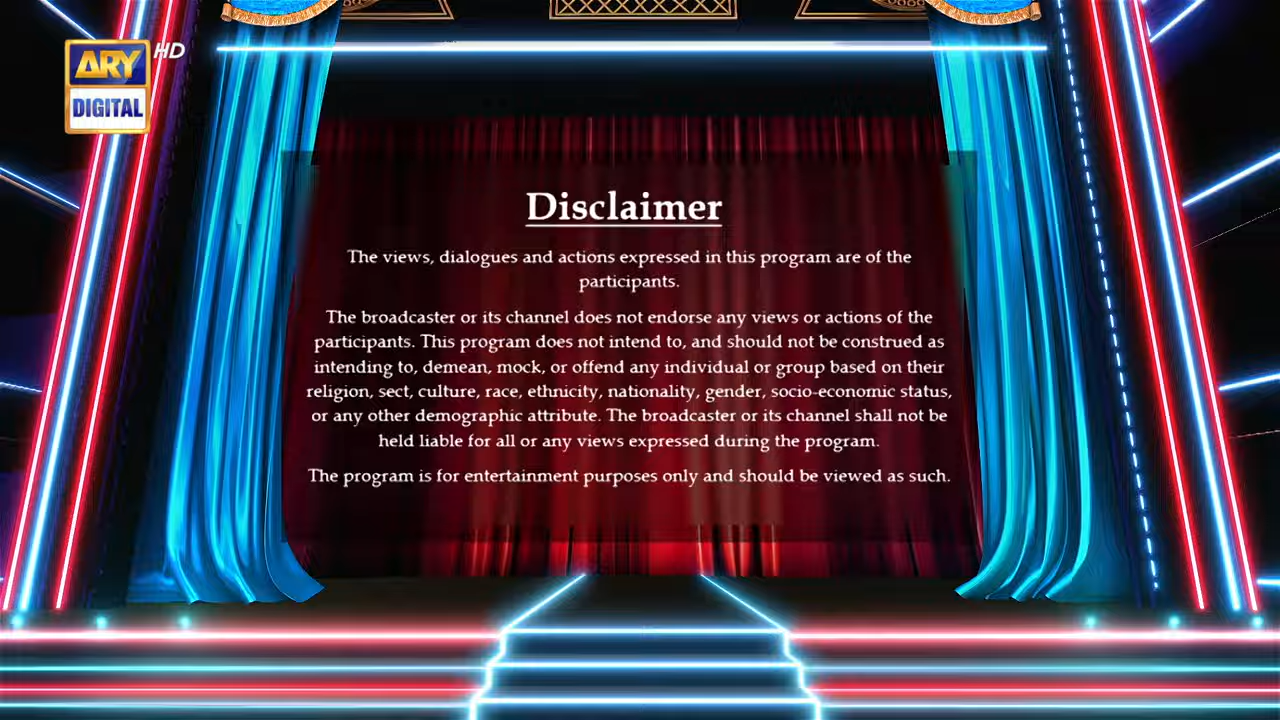 ARY
DIGITAL
HD
Disclaimer
The views, dialogues and actions expressed in this program are of the
participants.
The broadcaster or its channel does not endorse any views or actions of the
participants. This program does not intend to, and should not be construed as
intending to, demean, mock, or offend any individual or group based on their
religion, sect, culture, race, ethnicity, nationality, gender, socio-economic status,
or any other demographic attribute. The broadcaster or its channel shall not be
held liable for all or any views expressed during the program.
The program is for entertainment purposes only and should be viewed as such.